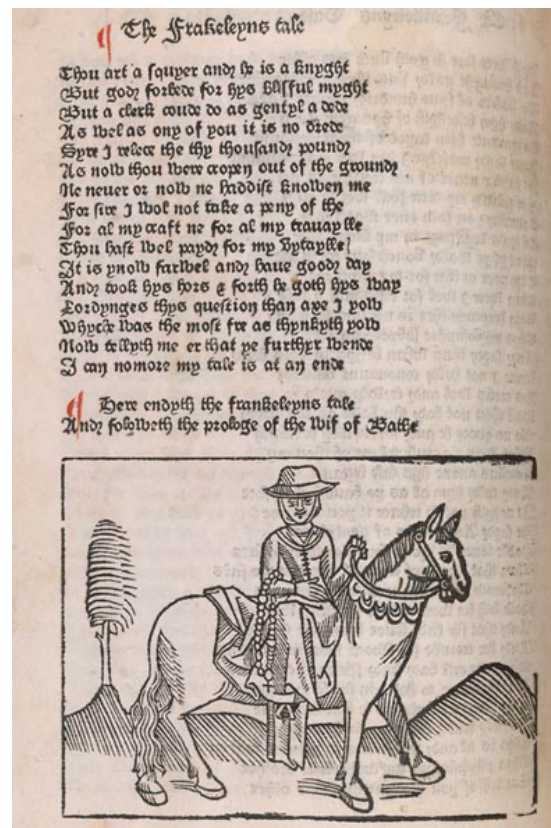 ¶ The Frankeleyns tale
Thou art a squyer and he is a knyght
But god forbede for hys blisful myght
But a clerk coude do as gentyl a dede
As wel as ony of you it is no drede
Syre I relece the thy thousand pound
As now thou were cropen out of the ground
Ne never or now ne haddist knowen me
For sire I wol not take a peny of the
For al my craft ne for al my travaylle
Thou hast wel payd for my vytaylle
It is ynow farwel and have good day
And took hys hors & forth he goth hys way
Lordynges thys question than axe I yow
Whyche was the most fre as thynkyth yow
Now tellyth me er that ye further wende
I can nomore my tale is at an ende
¶ Here endyth the frankeleyns tale
And folowith the prologe of the wif of Bathe